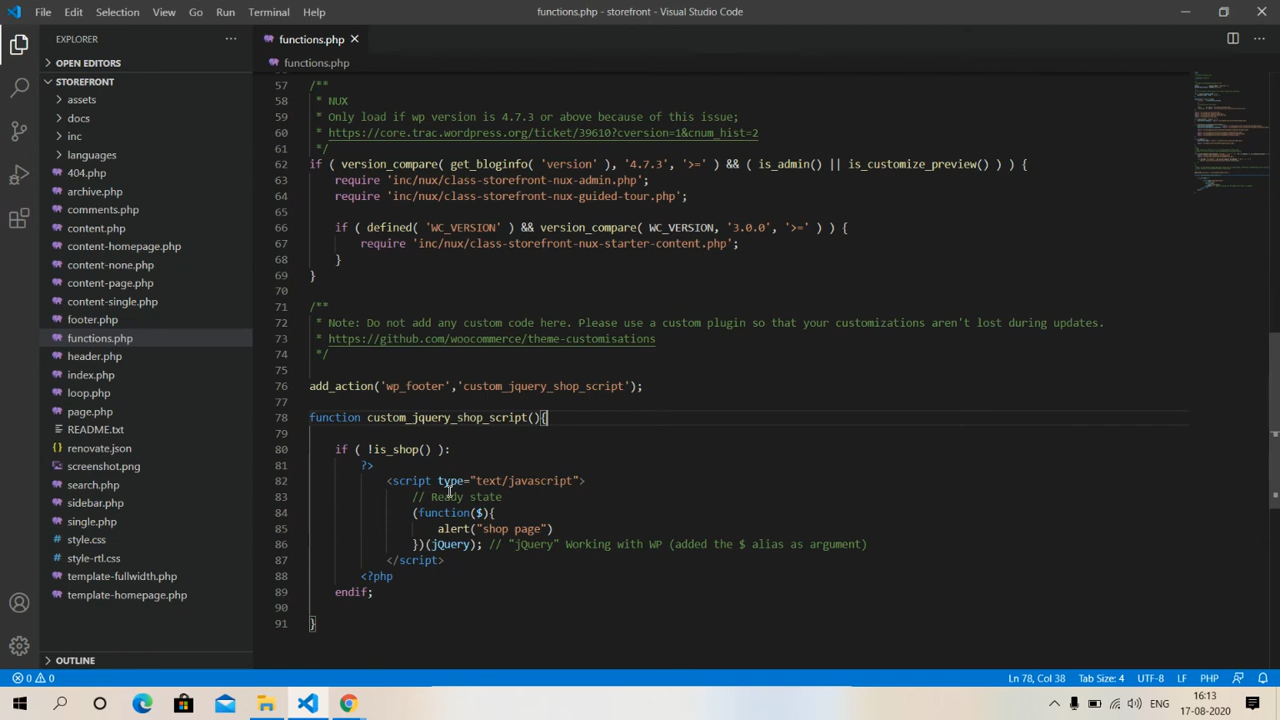 File Edit Selection View Go Run Terminal Help functions.php - storefront - Visual Studio Code
EXPLORER
OPEN EDITORS
STOREFRONT
assets
docs
inc
languages
404.php
archive.php
comments.php
content.php
content-homepage.php
content-none.php
content-page.php
content-single.php
footer.php
functions.php
header.php
index.php
loop.php
page.php
README.txt
renovate.json
screenshot.png
search.php
sidebar.php
single.php
style.css
style-rtl.css
template-fullwidth.php
template-homepage.php
OUTLINE
functions.php
functions.php
57 /**
58 * NUX
59 * Only load if wp version is 4.7.3 or above because of this issue;
60 * https://core.trac.wordpress.org/ticket/39610?cversion=1&cnum_hist=2
61 */
62 if ( version_compare( get_bloginfo( 'version' ), '4.7.3', '>=' ) && ( is_admin() || is_customize_preview() ) ) {
63 require 'inc/nux/class-storefront-nux-admin.php';
64 require 'inc/nux/class-storefront-nux-guided-tour.php';
65
66 if ( defined( 'WC_VERSION' ) && version_compare( WC_VERSION, '3.0.0', '>=' ) ) {
67 require 'inc/nux/class-storefront-nux-starter-content.php';
68 }
69 }
70
71 /**
72 * Note: Do not add any custom code here. Please use a custom plugin so that your customizations aren't lost during updates.
73 * https://github.com/woocommerce/theme-customisations
74 */
75
76 add_action('wp_footer','custom_jquery_shop_script');
77
78 function custom_jquery_shop_script(){
79
80 if ( !is_shop() ):
81 ?>
82 <script type="text/javascript">
83 // Ready state
84 (function($){
85 alert("shop page")
86 })(jQuery); // "jQuery" Working with WP (added the $ alias as argument)
87 </script>
88 <?php
89 endif;
90
91 }
0 0 Ln 78, Col 38 Tab Size: 4 UTF-8 LF PHP
ENG 16:13
17-08-2020